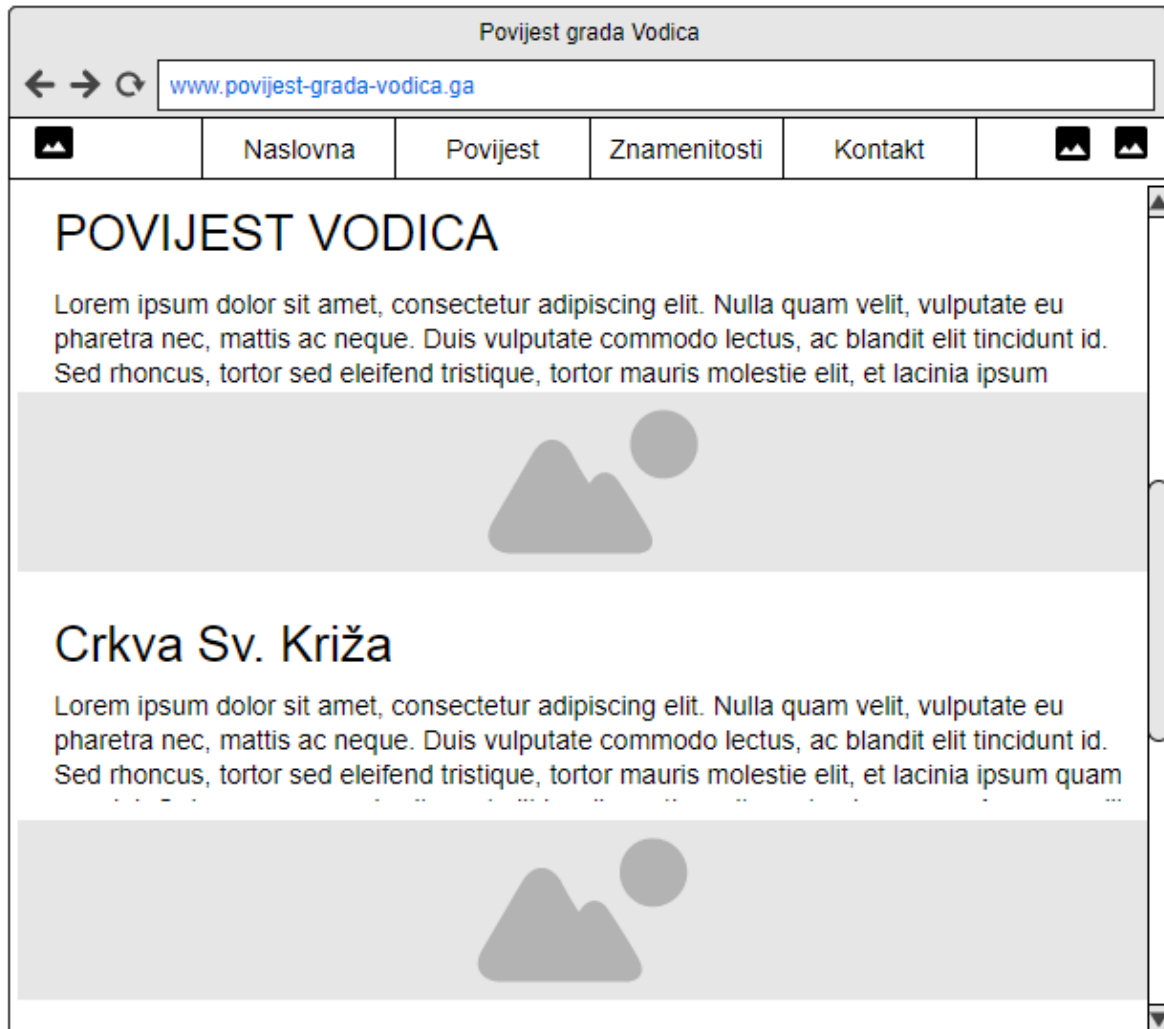 Povijest grada Vodica
www.povijest-grada-vodica.ga
Naslovna Povijest Znamenitosti Kontakt
POVIJEST VODICA
Lorem ipsum dolor sit amet, consectetur adipiscing elit. Nulla quam velit, vulputate eu
pharetra nec, mattis ac neque. Duis vulputate commodo lectus, ac blandit elit tincidunt id.
Sed rhoncus, tortor sed eleifend tristique, tortor mauris molestie elit, et lacinia ipsum
Crkva Sv. Križa
Lorem ipsum dolor sit amet, consectetur adipiscing elit. Nulla quam velit, vulputate eu
pharetra nec, mattis ac neque. Duis vulputate commodo lectus, ac blandit elit tincidunt id.
Sed rhoncus, tortor sed eleifend tristique, tortor mauris molestie elit, et lacinia ipsum quam